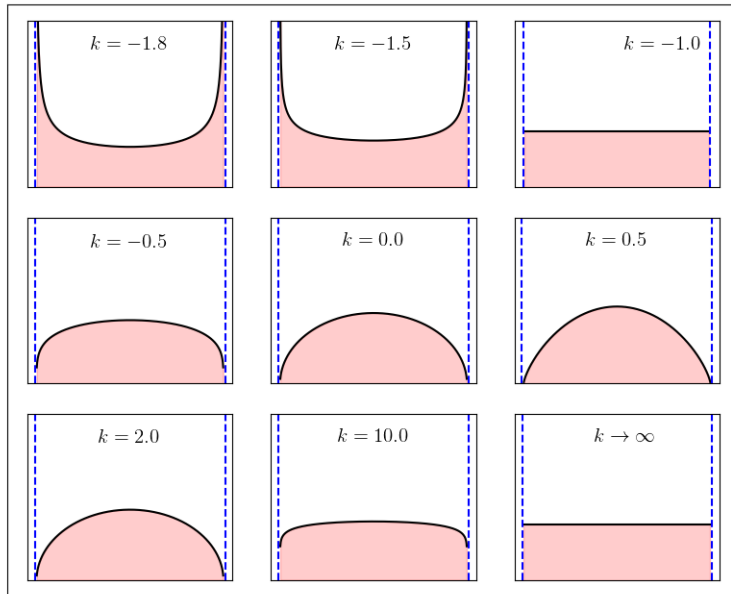 k = −1.8
k = −1.5
k = −1.0
k = −0.5
k = 0.0
k = 0.5
k = 2.0
k = 10.0
k → ∞